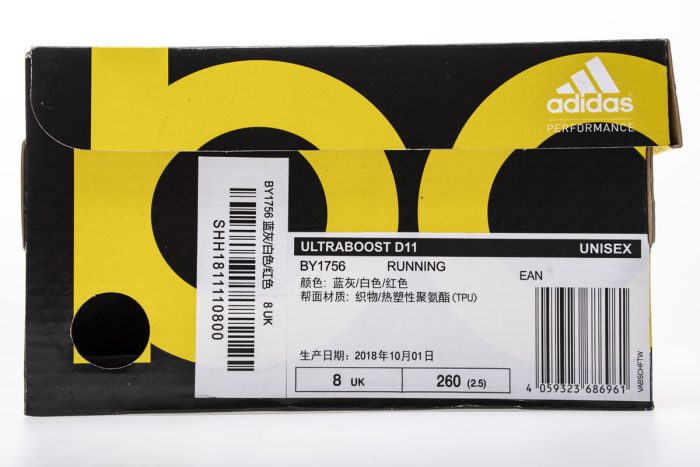 adidas
PERFORMANCE
BY1756 蓝灰/白色/红色 8 UK
SHH1811110800
ULTRABOOST D11 UNISEX
BY1756 RUNNING
EAN
颜色: 蓝灰/白色/红色
帮面材质: 织物/热塑性聚氨酯(TPU)
生产日期: 2018年10月01日
8 UK 260 (2.5)
4 059323 686961
VABSCHFTW